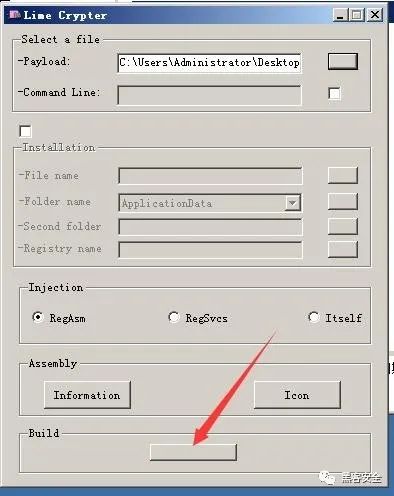 Lime Crypter
Select a file
-Payload:
C:\Users\Administrator\Desktop
-Command Line:
Installation
-File name
-Folder name
ApplicationData
-Second folder
-Registry name
Injection
RegAsm
RegSvcs
Itself
Assembly
Information
Icon
Build
黑客安全